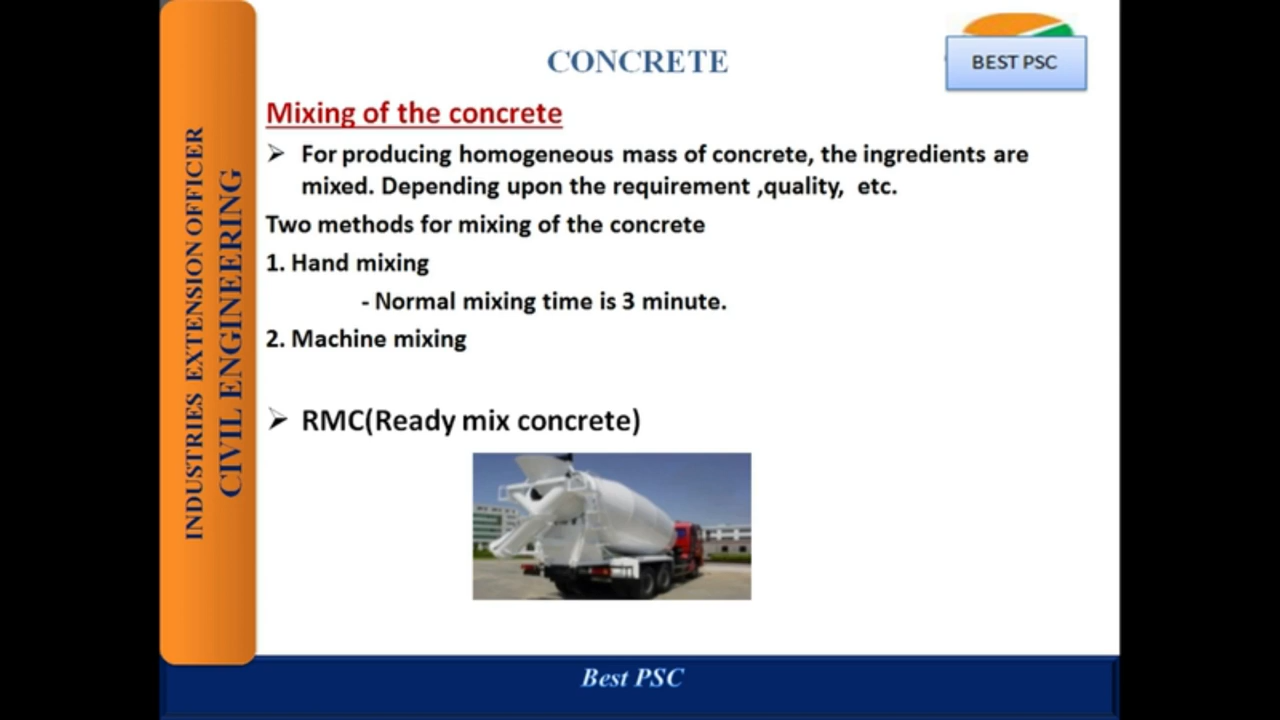 INDUSTRIES EXTENSION OFFICER
CIVIL ENGINEERING
CONCRETE
BEST PSC
Mixing of the concrete
➢ For producing homogeneous mass of concrete, the ingredients are
mixed. Depending upon the requirement ,quality, etc.
Two methods for mixing of the concrete
1. Hand mixing
- Normal mixing time is 3 minute.
2. Machine mixing
➢ RMC(Ready mix concrete)
Best PSC